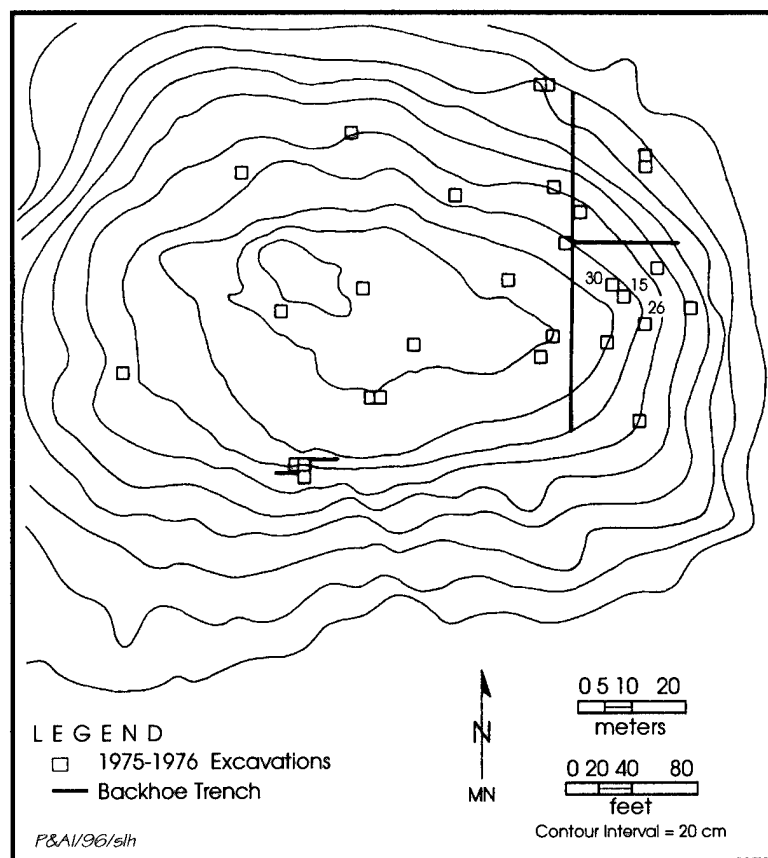 30 15
26
LEGEND
1975-1976 Excavations
Backhoe Trench
P&AI/96/slh
N
MN
0 5 10 20
meters
0 20 40 80
feet
Contour Interval = 20 cm